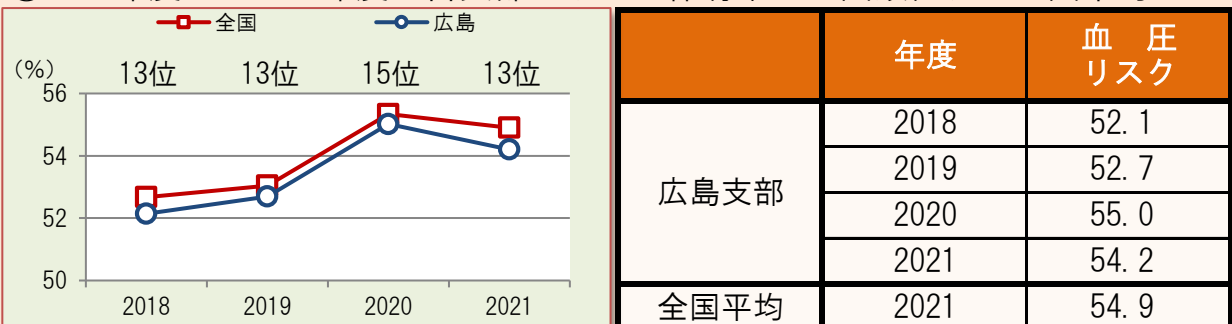 全国 広島
(%) 13位 13位 15位 13位
56
54
52
50
2018 2019 2020 2021
年度 血 圧 リスク
広島支部
2018 52.1
2019 52.7
2020 55.0
2021 54.2
全国平均 2021 54.9